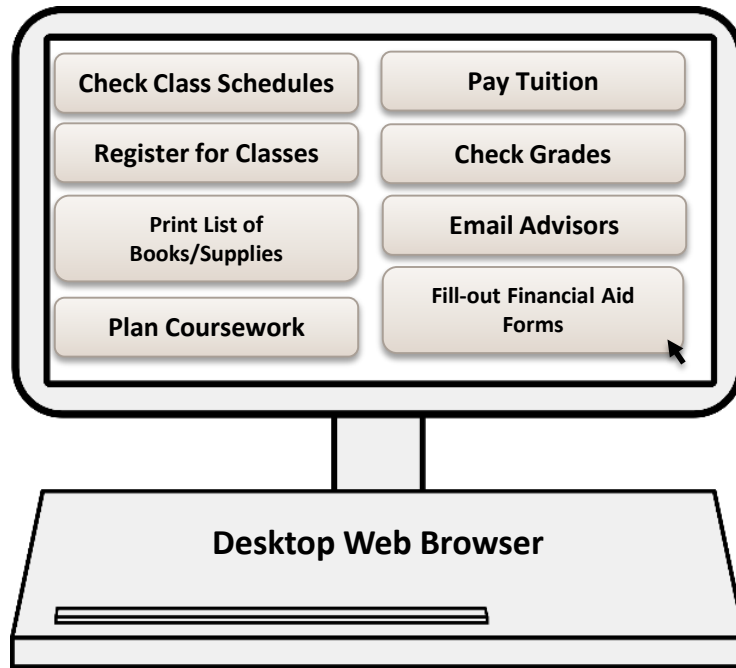 Check Class Schedules
Register for Classes
Print List of
Books/Supplies
Plan Coursework
Pay Tuition
Check Grades
Email Advisors
Fill-out Financial Aid
Forms
Desktop Web Browser